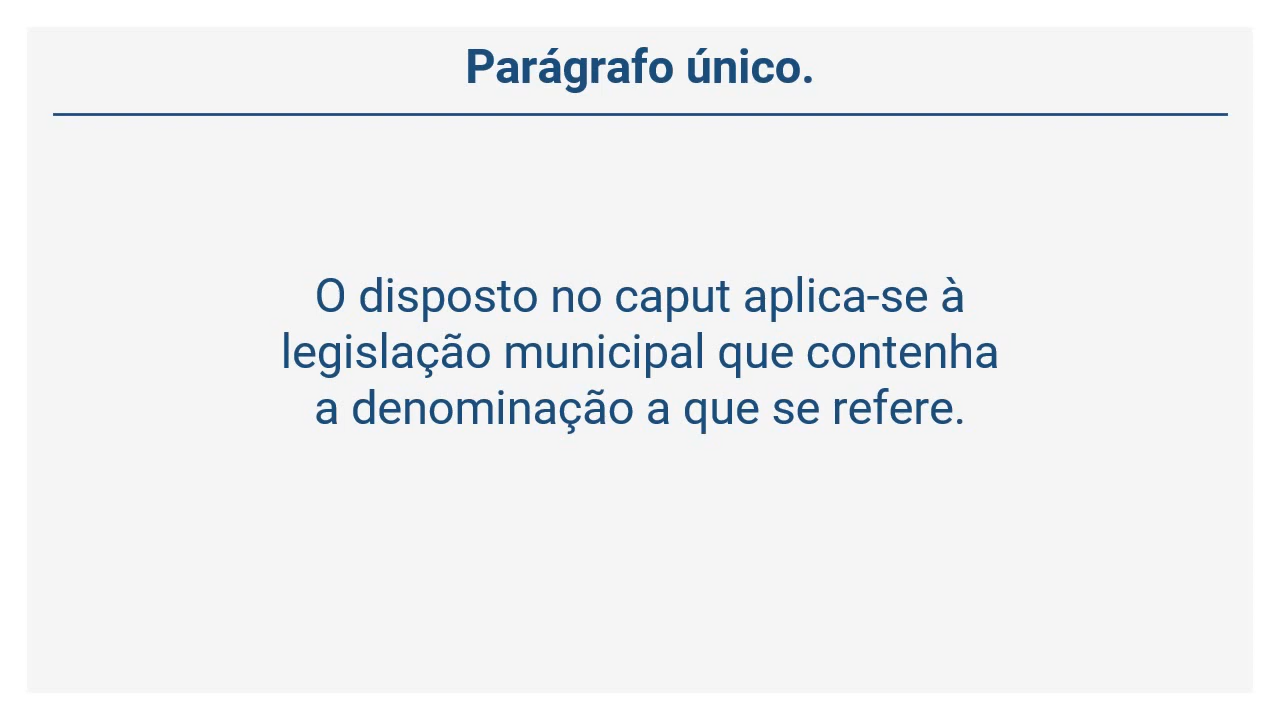 Parágrafo único.
O disposto no caput aplica-se à
legislação municipal que contenha
a denominação a que se refere.